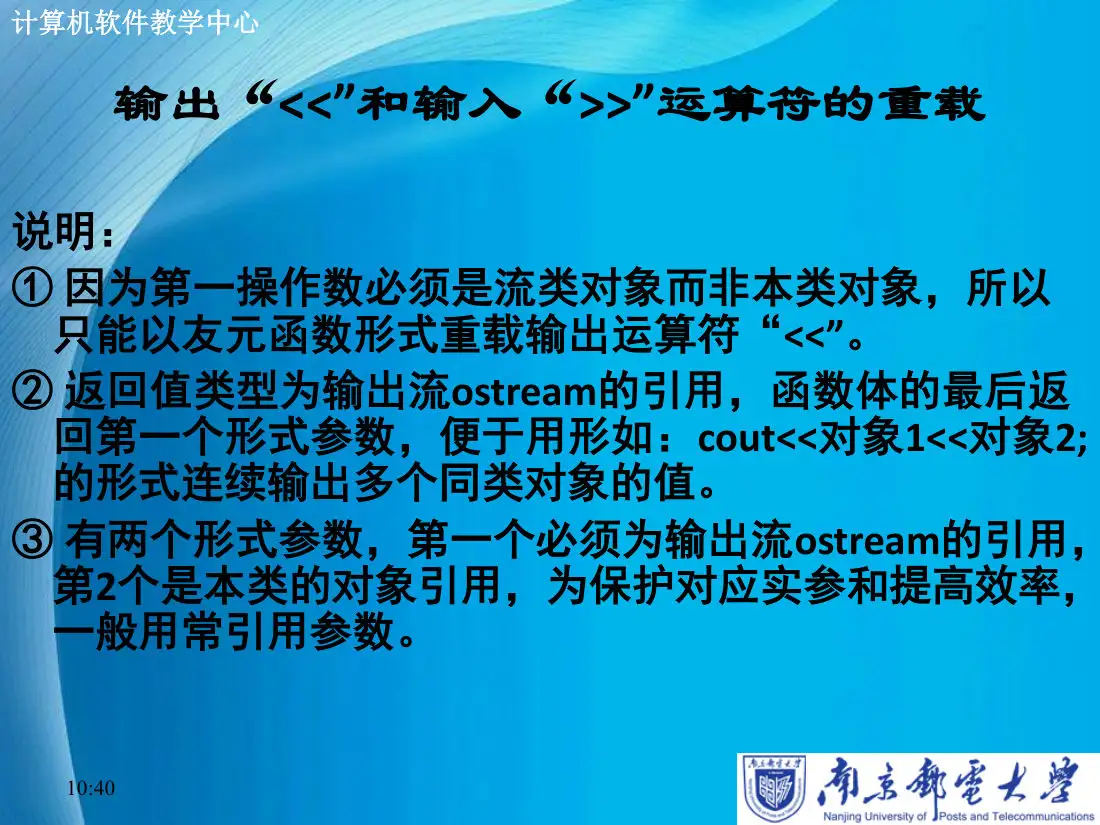 计算机软件教学中心
输出“<<”和输入“>>”运算符的重载
说明：
① 因为第一操作数必须是流类对象而非本类对象，所以
只能以友元函数形式重载输出运算符“<<”。
② 返回值类型为输出流ostream的引用，函数体的最后返
回第一个形式参数，便于用形如：cout<<对象1<<对象2;
的形式连续输出多个同类对象的值。
③ 有两个形式参数，第一个必须为输出流ostream的引用，
第2个是本类的对象引用，为保护对应实参和提高效率，
一般用常引用参数。
10:40
南京邮电大学
Nanjing University of Posts and Telecommunications